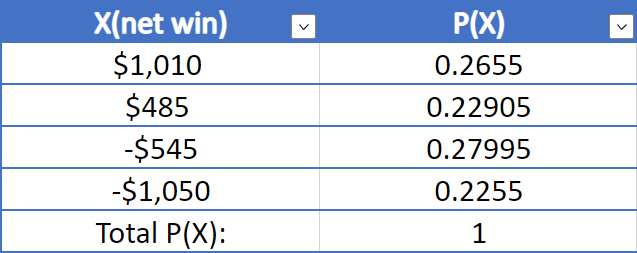 X(net win) P(X)
$1,010 0.2655
$485 0.22905
-$545 0.27995
-$1,050 0.2255
Total P(X): 1